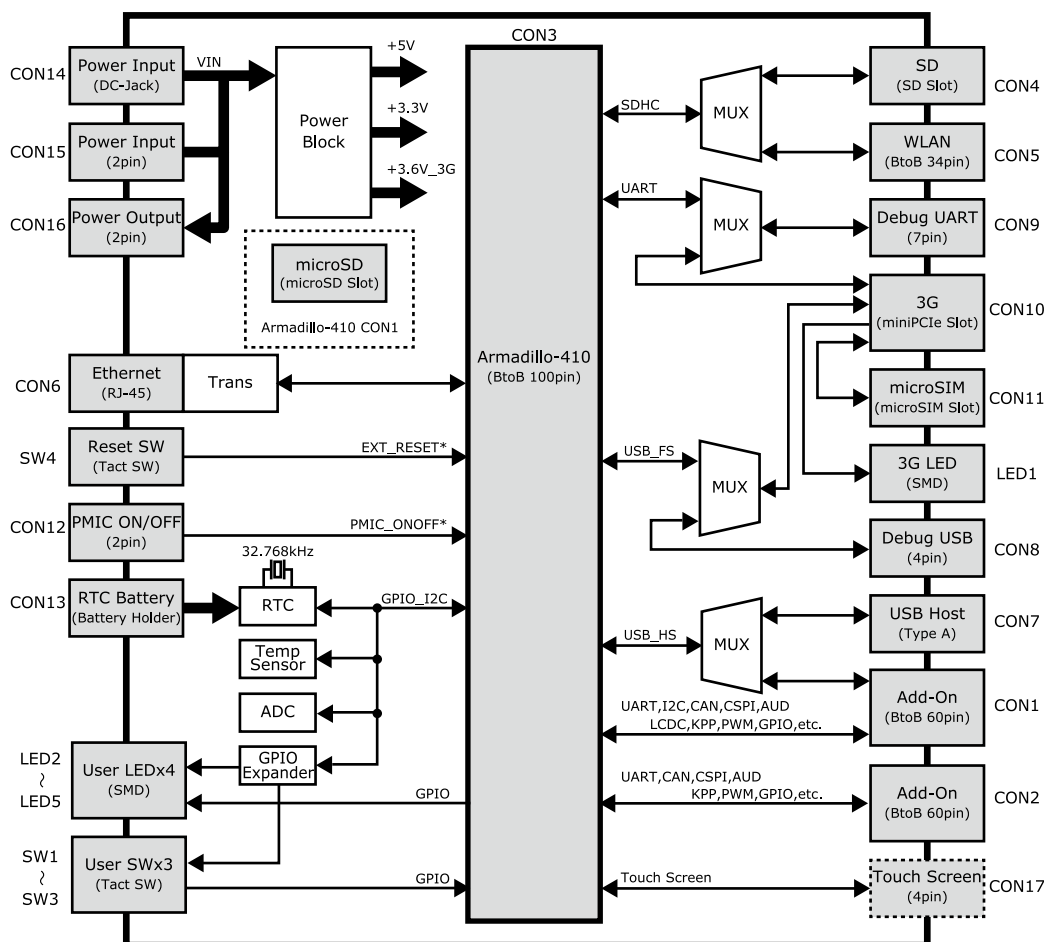 CON3
CON14
Power Input
(DC-Jack)
VIN
Power
Block
+5V
+3.3V
+3.6V_3G
CON15
Power Input
(2pin)
CON16
Power Output
(2pin)
microSD
(microSD Slot)
Armadillo-410 CON1
CON6
Ethernet
(RJ-45)
Trans
SW4
Reset SW
(Tact SW)
EXT_RESET*
CON12
PMIC ON/OFF
(2pin)
PMIC_ONOFF*
32.768kHz
CON13
RTC Battery
(Battery Holder)
RTC
GPIO_I2C
Temp
Sensor
ADC
GPIO
Expander
LED2
~
LED5
User LEDx4
(SMD)
GPIO
SW1
~
SW3
User SWx3
(Tact SW)
GPIO
Armadillo-410
(BtoB 100pin)
SDHC
MUX
SD
(SD Slot)
CON4
WLAN
(BtoB 34pin)
CON5
UART
MUX
Debug UART
(7pin)
CON9
3G
(miniPCIe Slot)
CON10
microSIM
(microSIM Slot)
CON11
USB_FS
MUX
3G LED
(SMD)
LED1
Debug USB
(4pin)
CON8
USB_HS
MUX
USB Host
(Type A)
CON7
UART,I2C,CAN,CSPI,AUD
LCDC,KPP,PWM,GPIO,etc.
Add-On
(BtoB 60pin)
CON1
UART,CAN,CSPI,AUD
KPP,PWM,GPIO,etc.
Add-On
(BtoB 60pin)
CON2
Touch Screen
Touch Screen
(4pin)
CON17